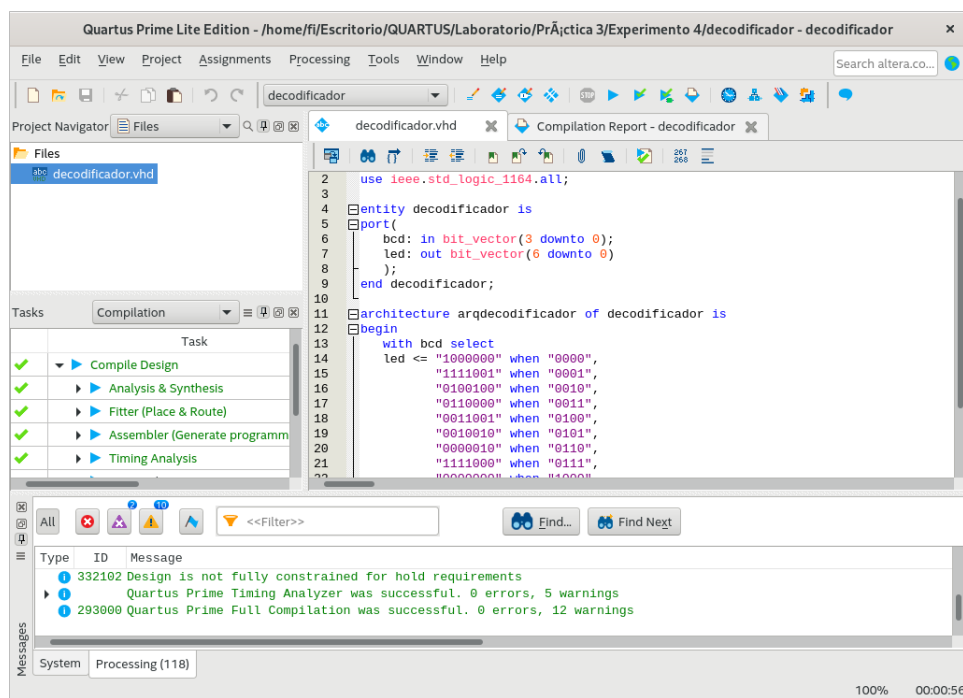 Quartus Prime Lite Edition - /home/fi/Escritorio/QUARTUS/Laboratorio/PrÃ¡ctica 3/Experimento 4/decodificador - decodificador
File Edit View Project Assignments Processing Tools Window Help
Search altera.co...
decodificador
Project Navigator Files
decodificador.vhd
Compilation Report - decodificador
Files
decodificador.vhd
267
268
2 use ieee.std_logic_1164.all;
3
4 entity decodificador is
5 port(
6 bcd: in bit_vector(3 downto 0);
7 led: out bit_vector(6 downto 0)
8 );
9 end decodificador;
10
11 architecture arqdecodificador of decodificador is
12 begin
13 with bcd select
14 led <= "1000000" when "0000",
15 "1111001" when "0001",
16 "0100100" when "0010",
17 "0110000" when "0011",
18 "0011001" when "0100",
19 "0010010" when "0101",
20 "0000010" when "0110",
21 "1111000" when "0111",
Tasks Compilation
Task
Compile Design
Analysis & Synthesis
Fitter (Place & Route)
Assembler (Generate programm
Timing Analysis
All
2
10
<<Filter>>
Find...
Find Next
Type ID Message
332102 Design is not fully constrained for hold requirements
Quartus Prime Timing Analyzer was successful. 0 errors, 5 warnings
293000 Quartus Prime Full Compilation was successful. 0 errors, 12 warnings
Messages
System Processing (118)
100% 00:00:56